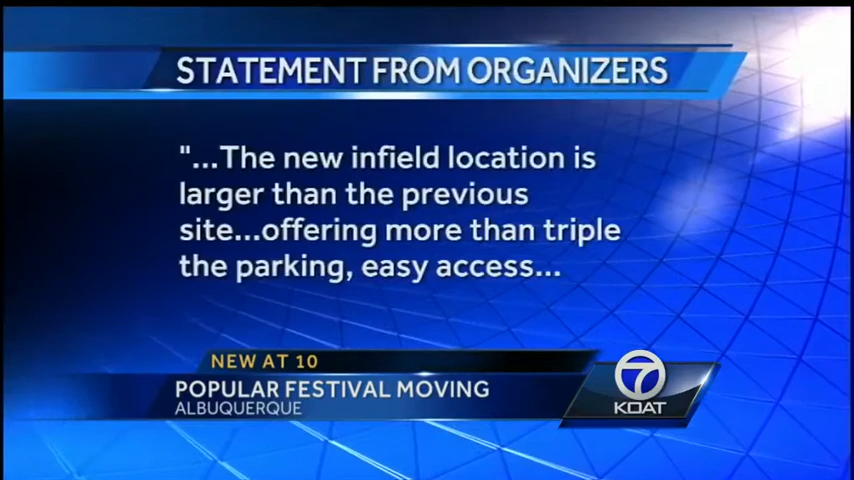 STATEMENT FROM ORGANIZERS
"...The new infield location is
larger than the previous
site...offering more than triple
the parking, easy access...
NEW AT 10
POPULAR FESTIVAL MOVING
ALBUQUERQUE
7
KOAT